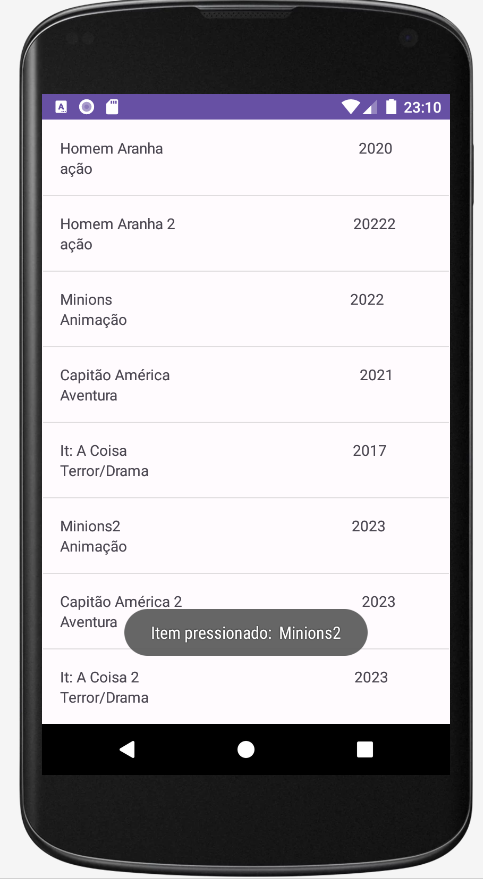 23:10
Homem Aranha 2020
ação
Homem Aranha 2 20222
ação
Minions 2022
Animação
Capitão América 2021
Aventura
It: A Coisa 2017
Terror/Drama
Minions2 2023
Animação
Capitão América 2 2023
Aventura
Item pressionado: Minions2
It: A Coisa 2 2023
Terror/Drama